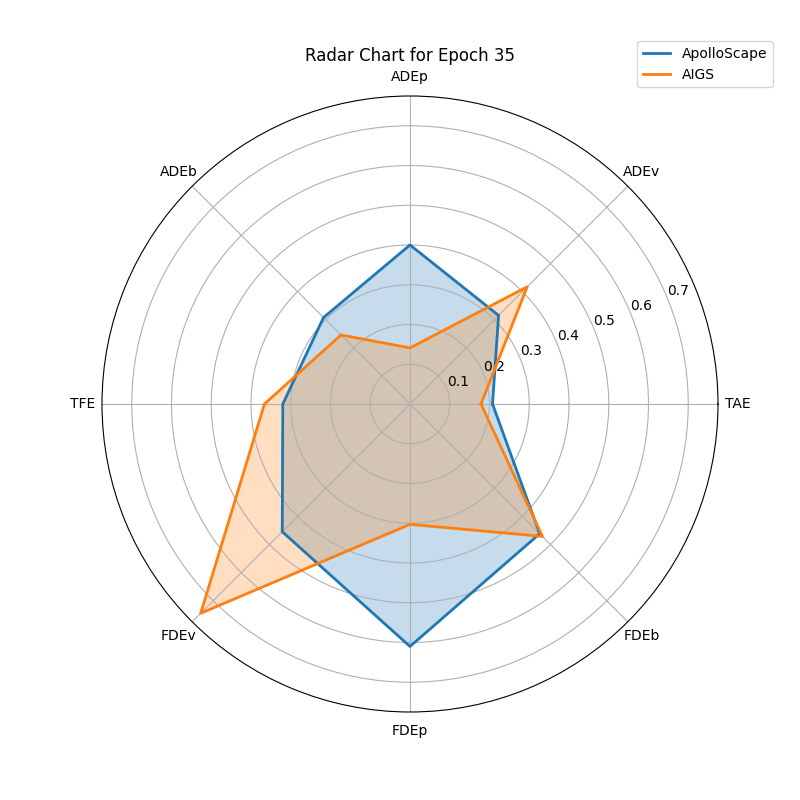 Radar Chart for Epoch 35
ApolloScape
AIGS
ADEp
ADEb
ADEv
0.7
0.6
0.5
0.4
0.3
0.2
0.1
TFE
TAE
FDEv
FDEb
FDEp